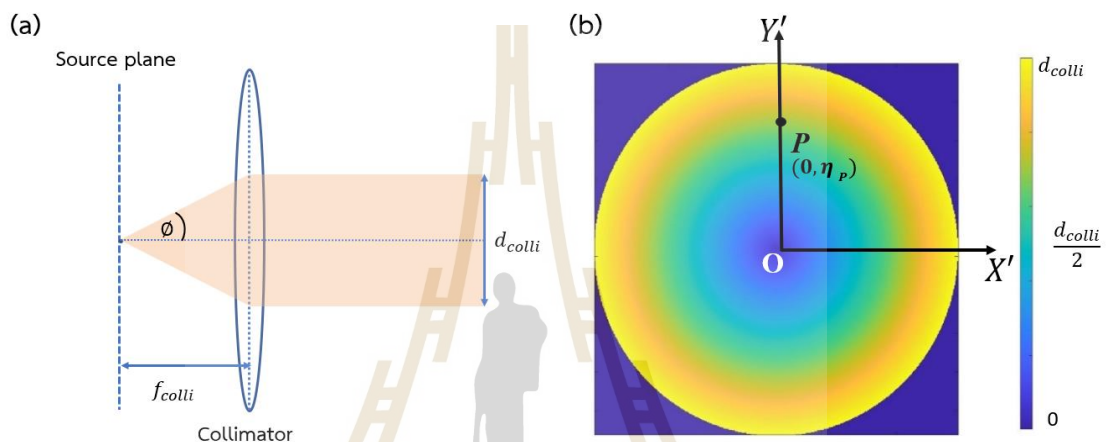 (a)
Source plane
ø
d_colli
f_colli
Collimator
(b)
Y'
P
(0, η_P)
O
X'
d_colli
d_colli/2
0